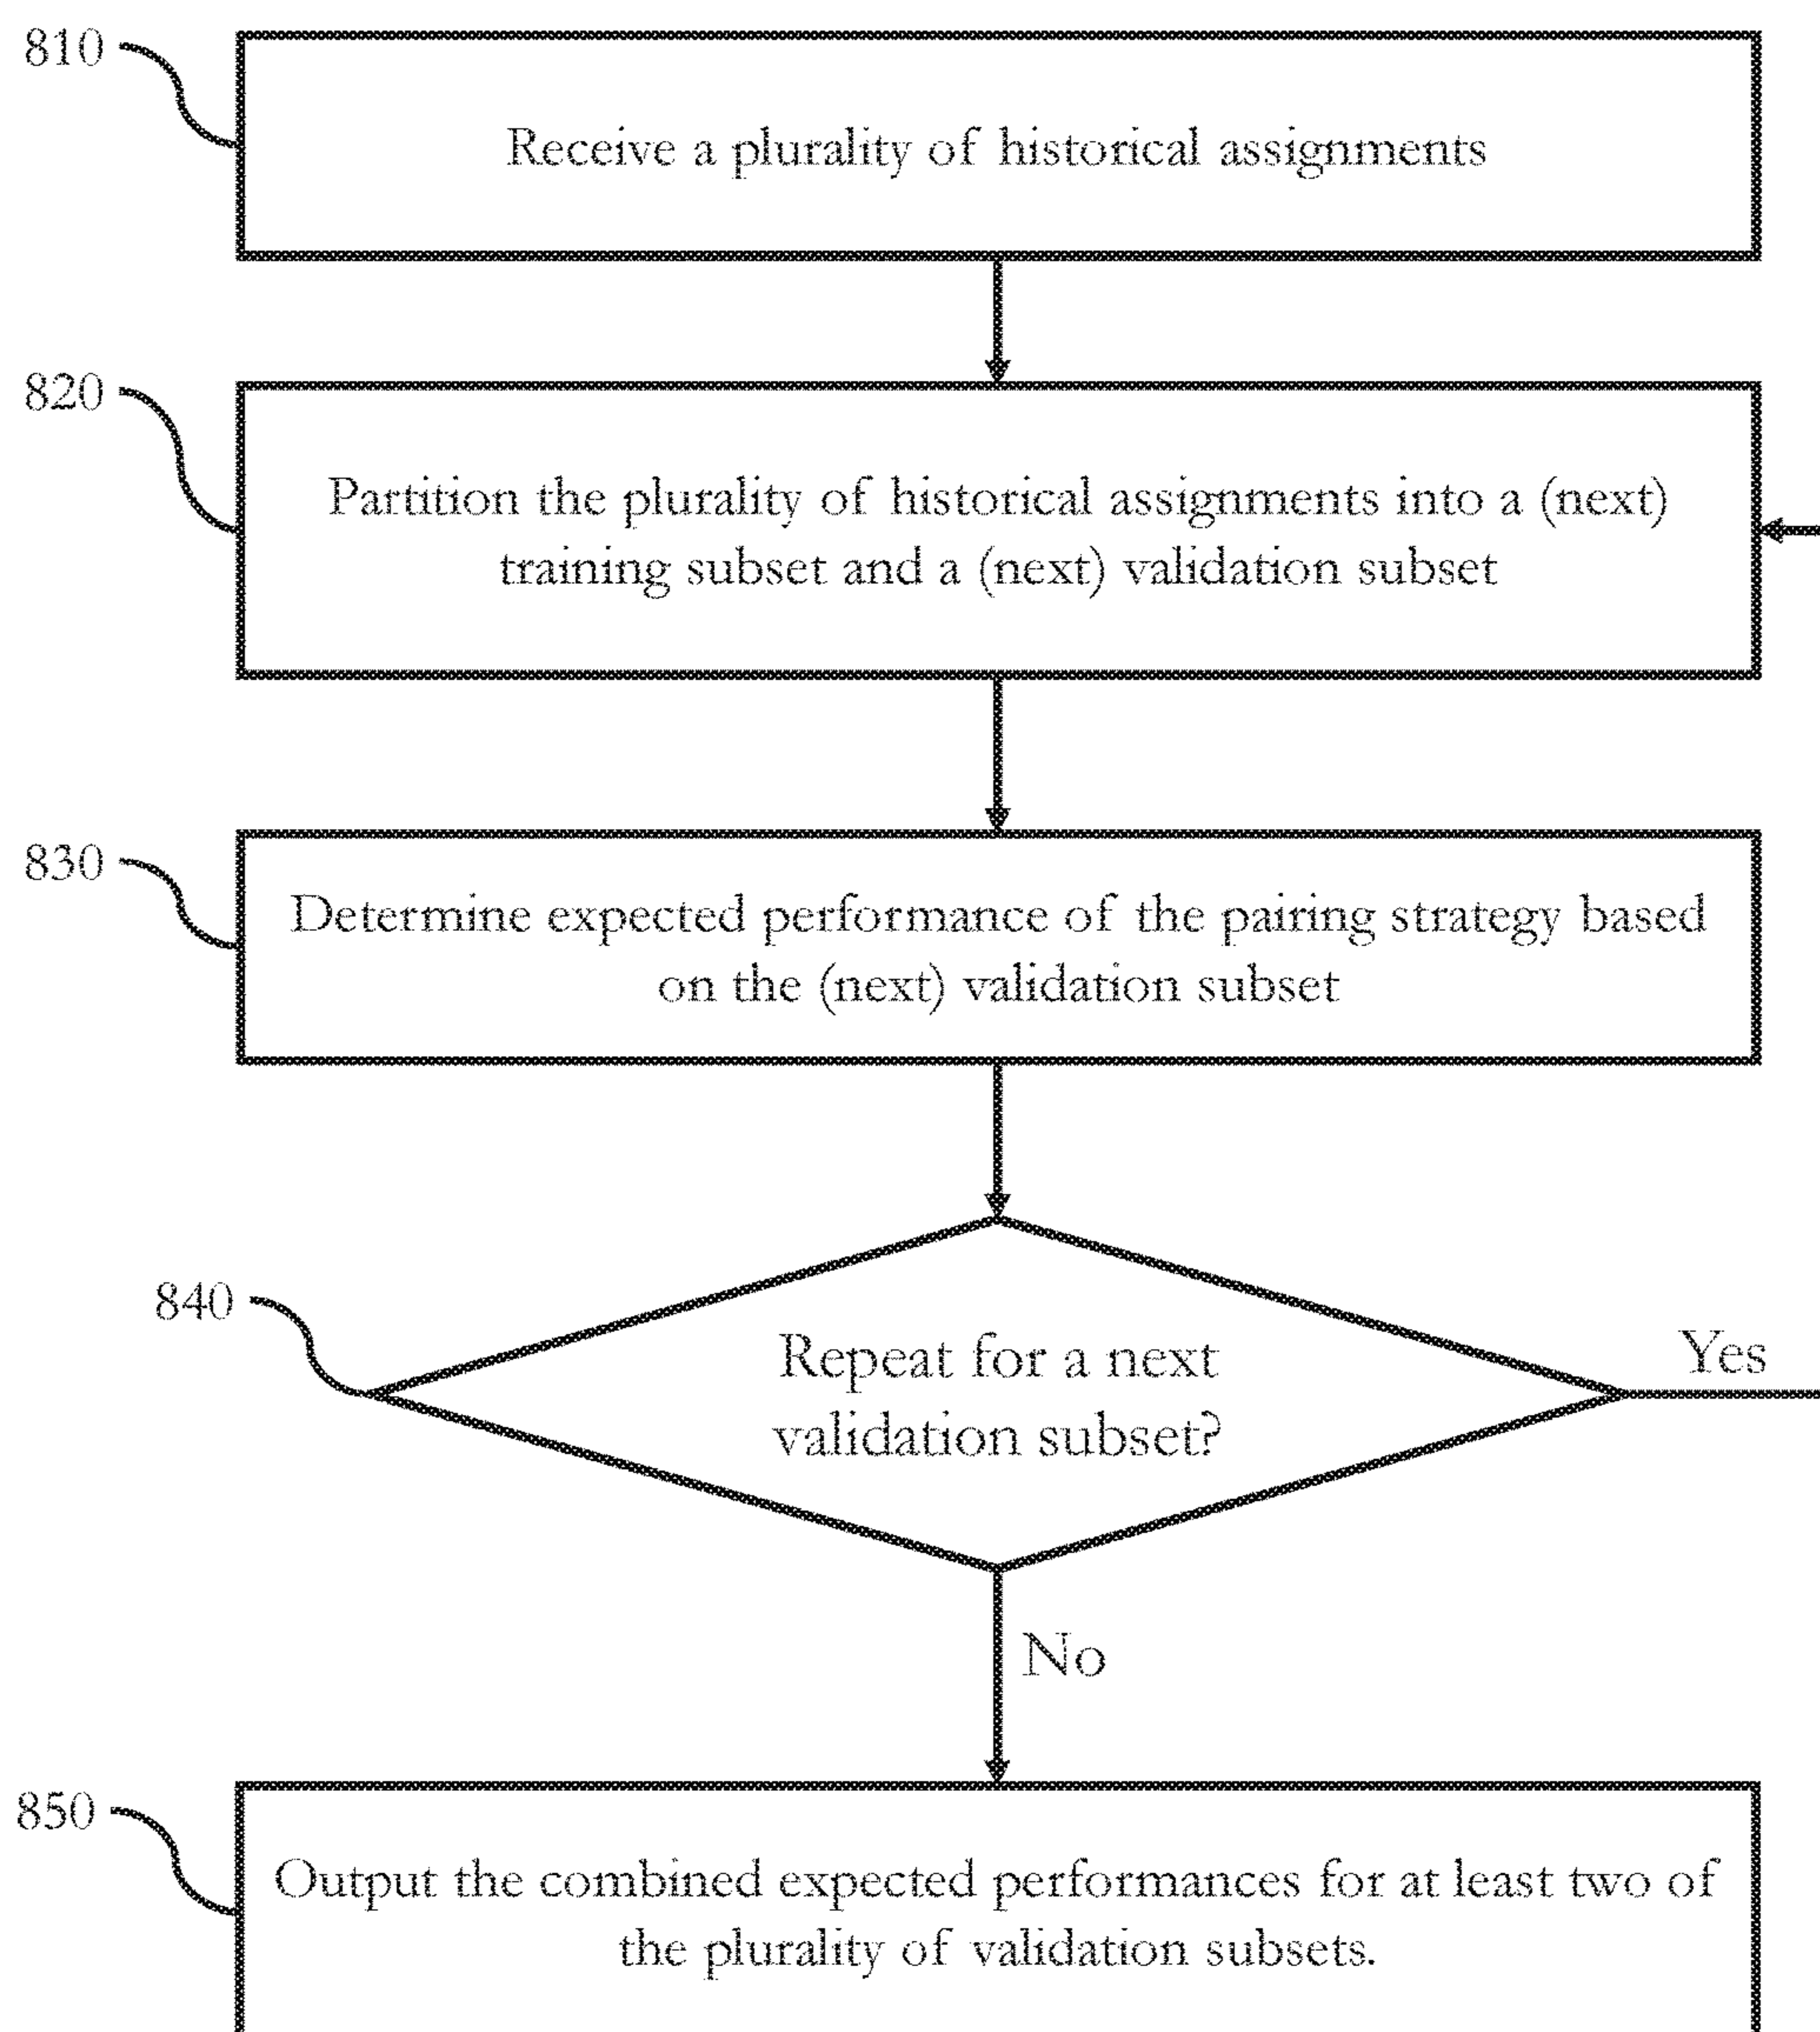 810
Receive a plurality of historical assignments
820
Partition the plurality of historical assignments into a (next)
training subset and a (next) validation subset
830
Determine expected performance of the pairing strategy based
on the (next) validation subset
840
Repeat for a next
validation subset?
Yes
No
850
Output the combined expected performances for at least two of
the plurality of validation subsets.